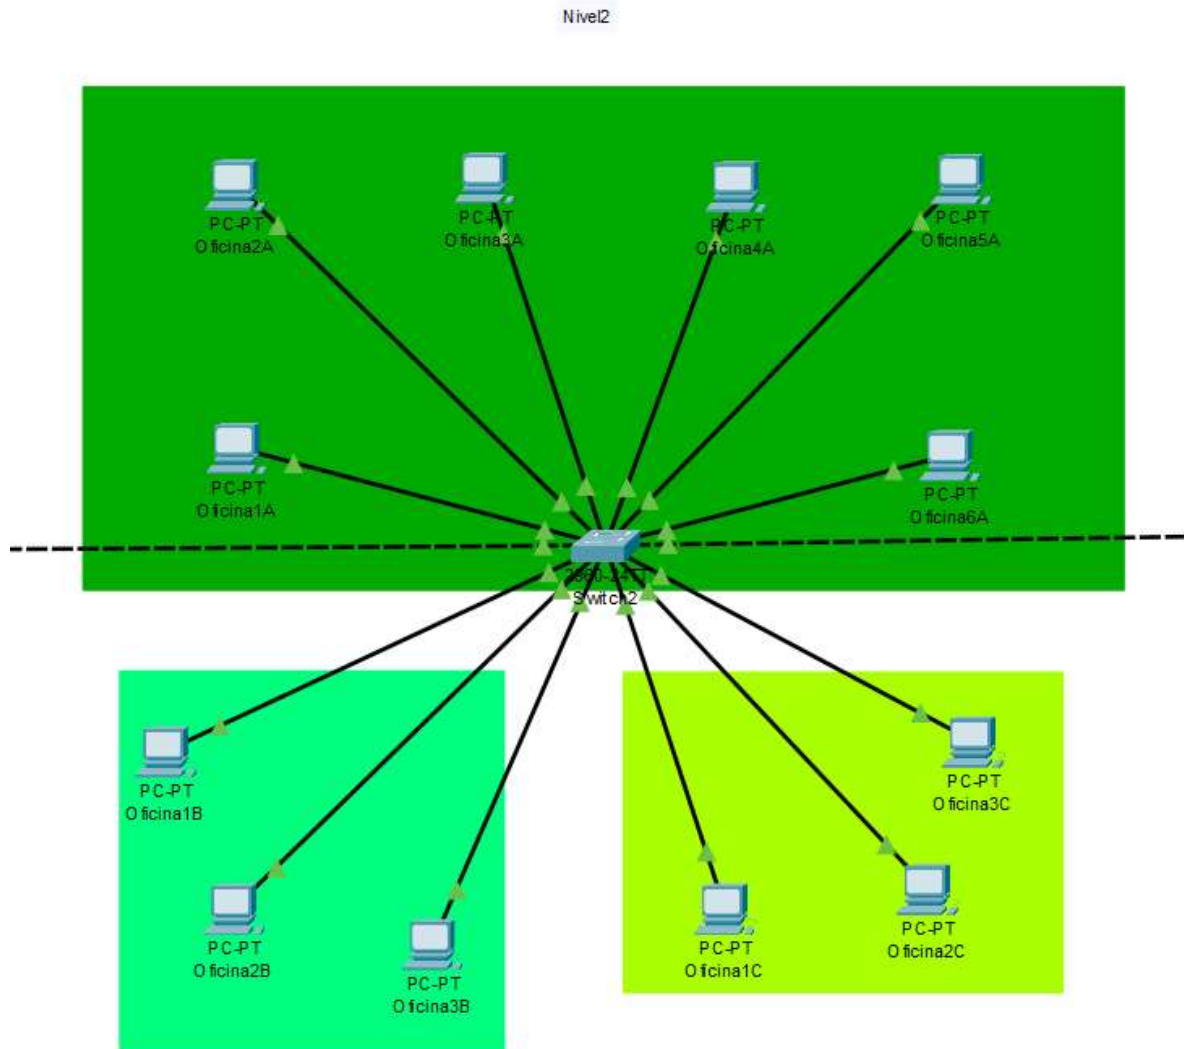 Nivel2
PC-PT
Oficina2A
PC-PT
Oficina3A
PC-PT
Oficina4A
PC-PT
Oficina5A
PC-PT
Oficina1A
PC-PT
Oficina6A
Switch2
PC-PT
Oficina1B
PC-PT
Oficina3C
PC-PT
Oficina2B
PC-PT
Oficina3B
PC-PT
Oficina1C
PC-PT
Oficina2C